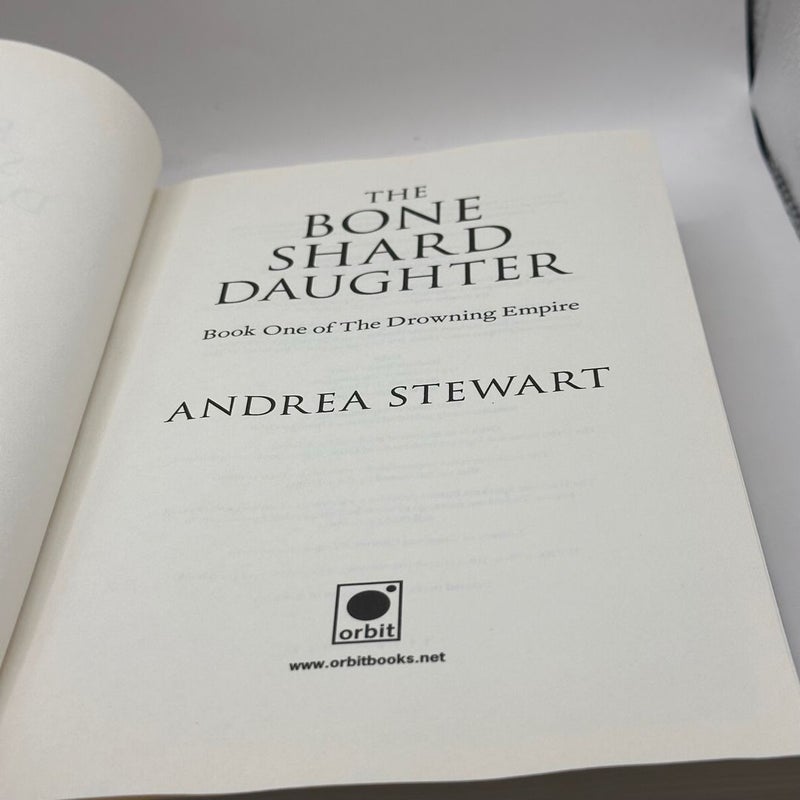 THE
BONE
SHARD
DAUGHTER
Book One of The Drowning Empire
ANDREA STEWART
orbit
www.orbitbooks.net